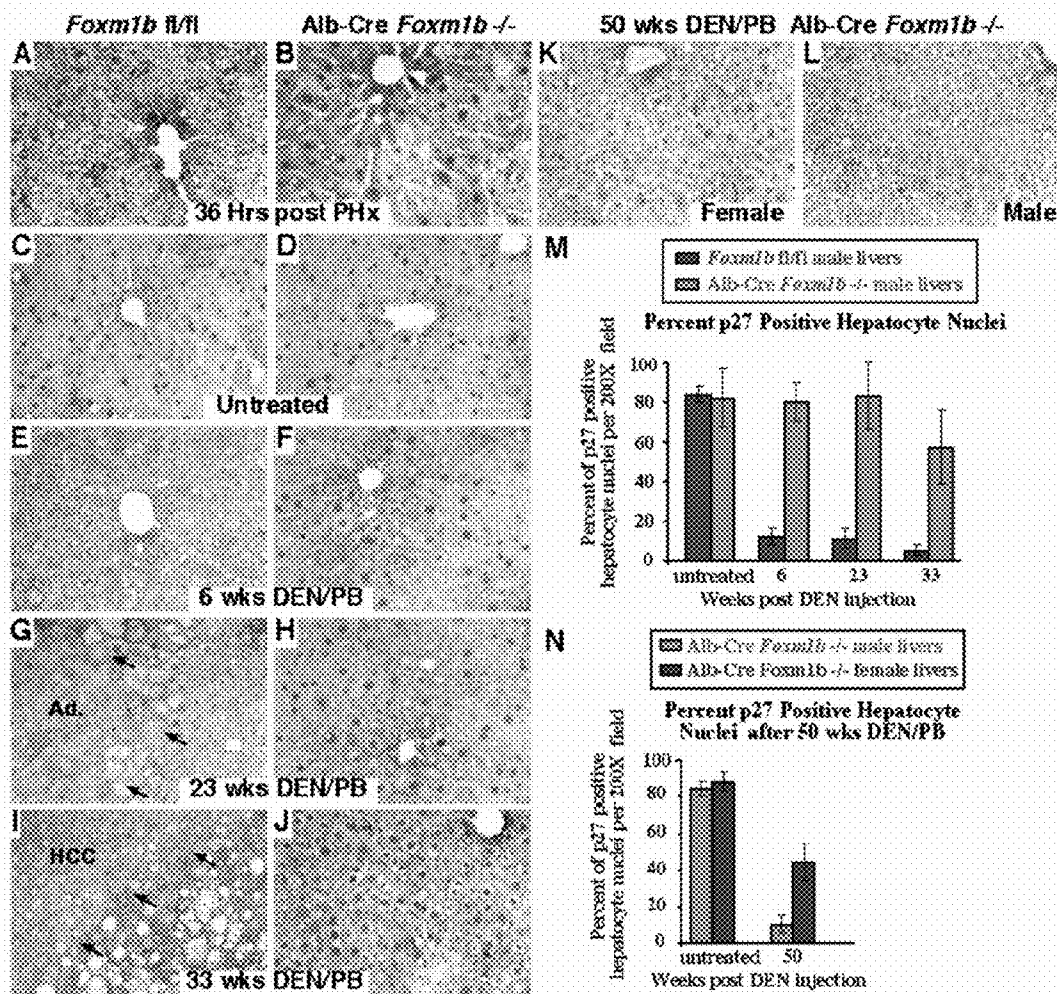 Foxm1b fl/fl
Alb-Cre Foxm1b -/-
50 wks DEN/PB Alb-Cre Foxm1b -/-
A
B
36 Hrs post PHx
K
Female
L
Male
C
D
Untreated
E
F
6 wks DEN/PB
G
Ad.
H
23 wks DEN/PB
I
HCC
J
33 wks DEN/PB
M
Foxm1b fl/fl male livers
Alb-Cre Foxm1b -/- male livers
Percent p27 Positive Hepatocyte Nuclei
Percent of p27 positive
hepatocyte nuclei per 200X field
100
80
60
40
20
0
untreated 6 23 33
Weeks post DEN injection
N
Alb-Cre Foxm1b -/- male livers
Alb-Cre Foxm1b -/- female livers
Percent p27 Positive Hepatocyte
Nuclei after 50 wks DEN/PB
Percent of p27 positive
hepatocyte nuclei per 200X field
100
80
60
40
20
0
untreated 50
Weeks post DEN injection